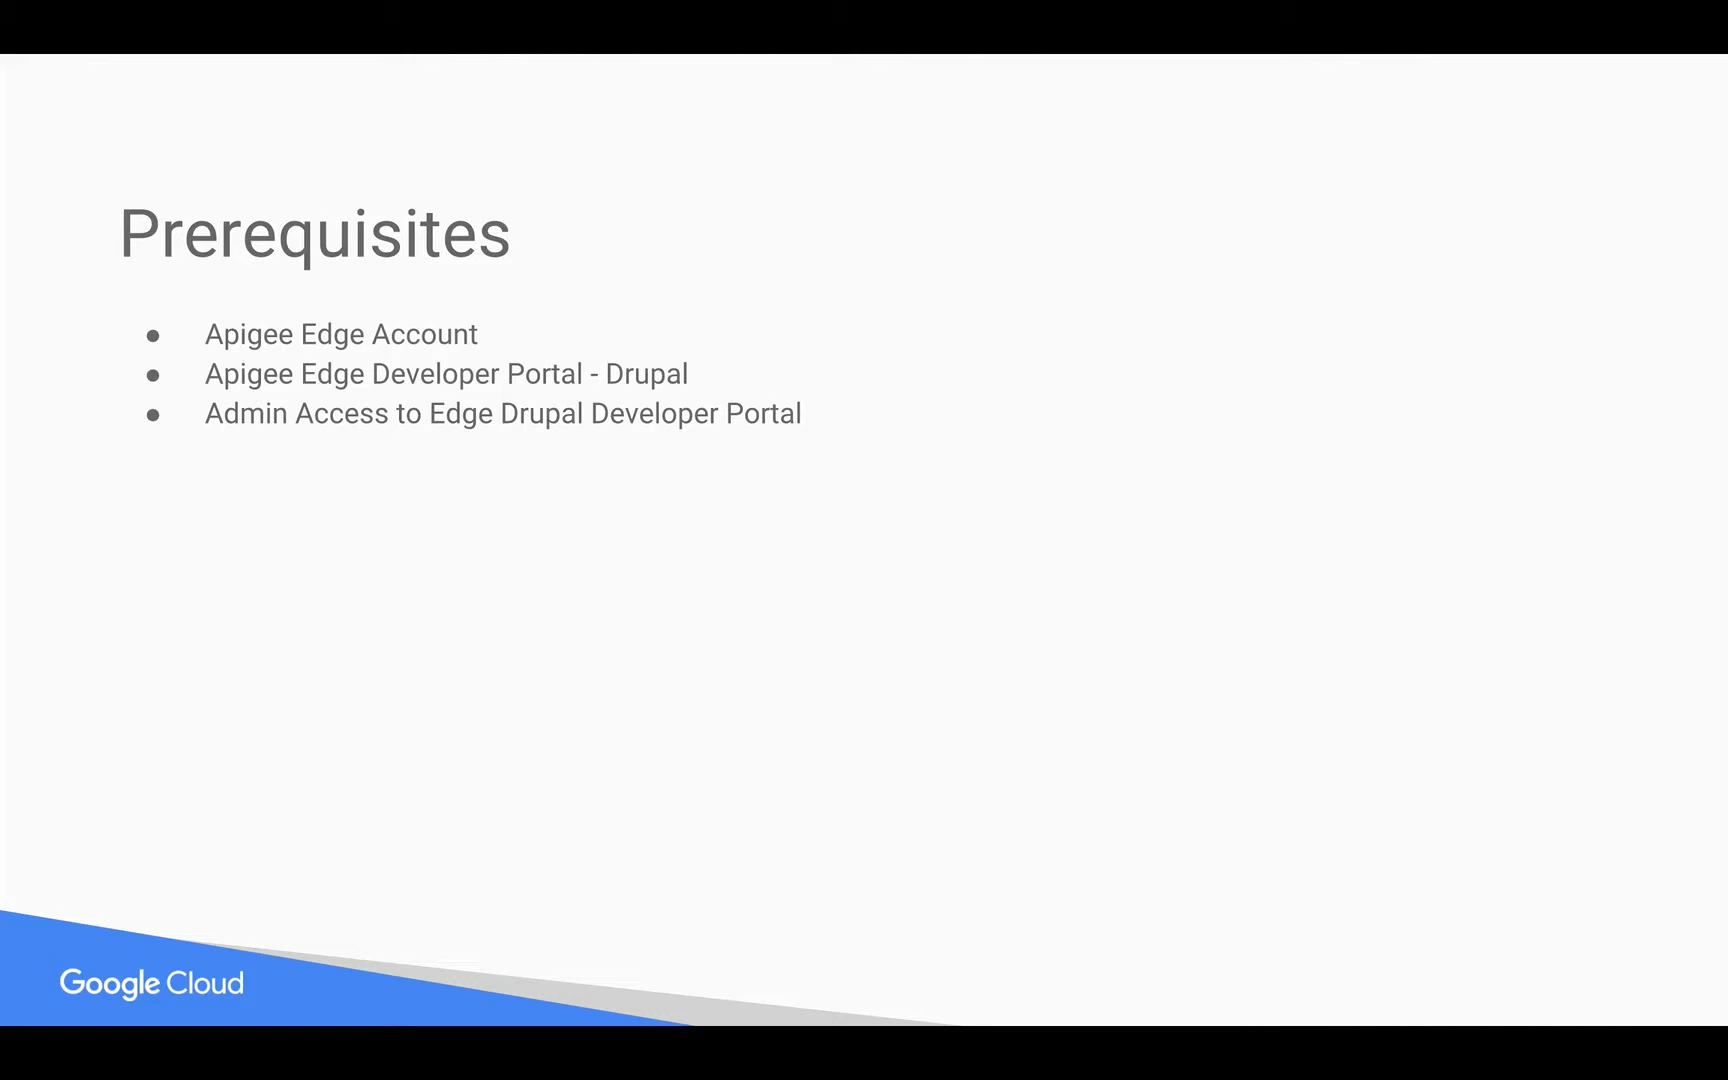 Prerequisites
● Apigee Edge Account
● Apigee Edge Developer Portal - Drupal
● Admin Access to Edge Drupal Developer Portal
Google Cloud